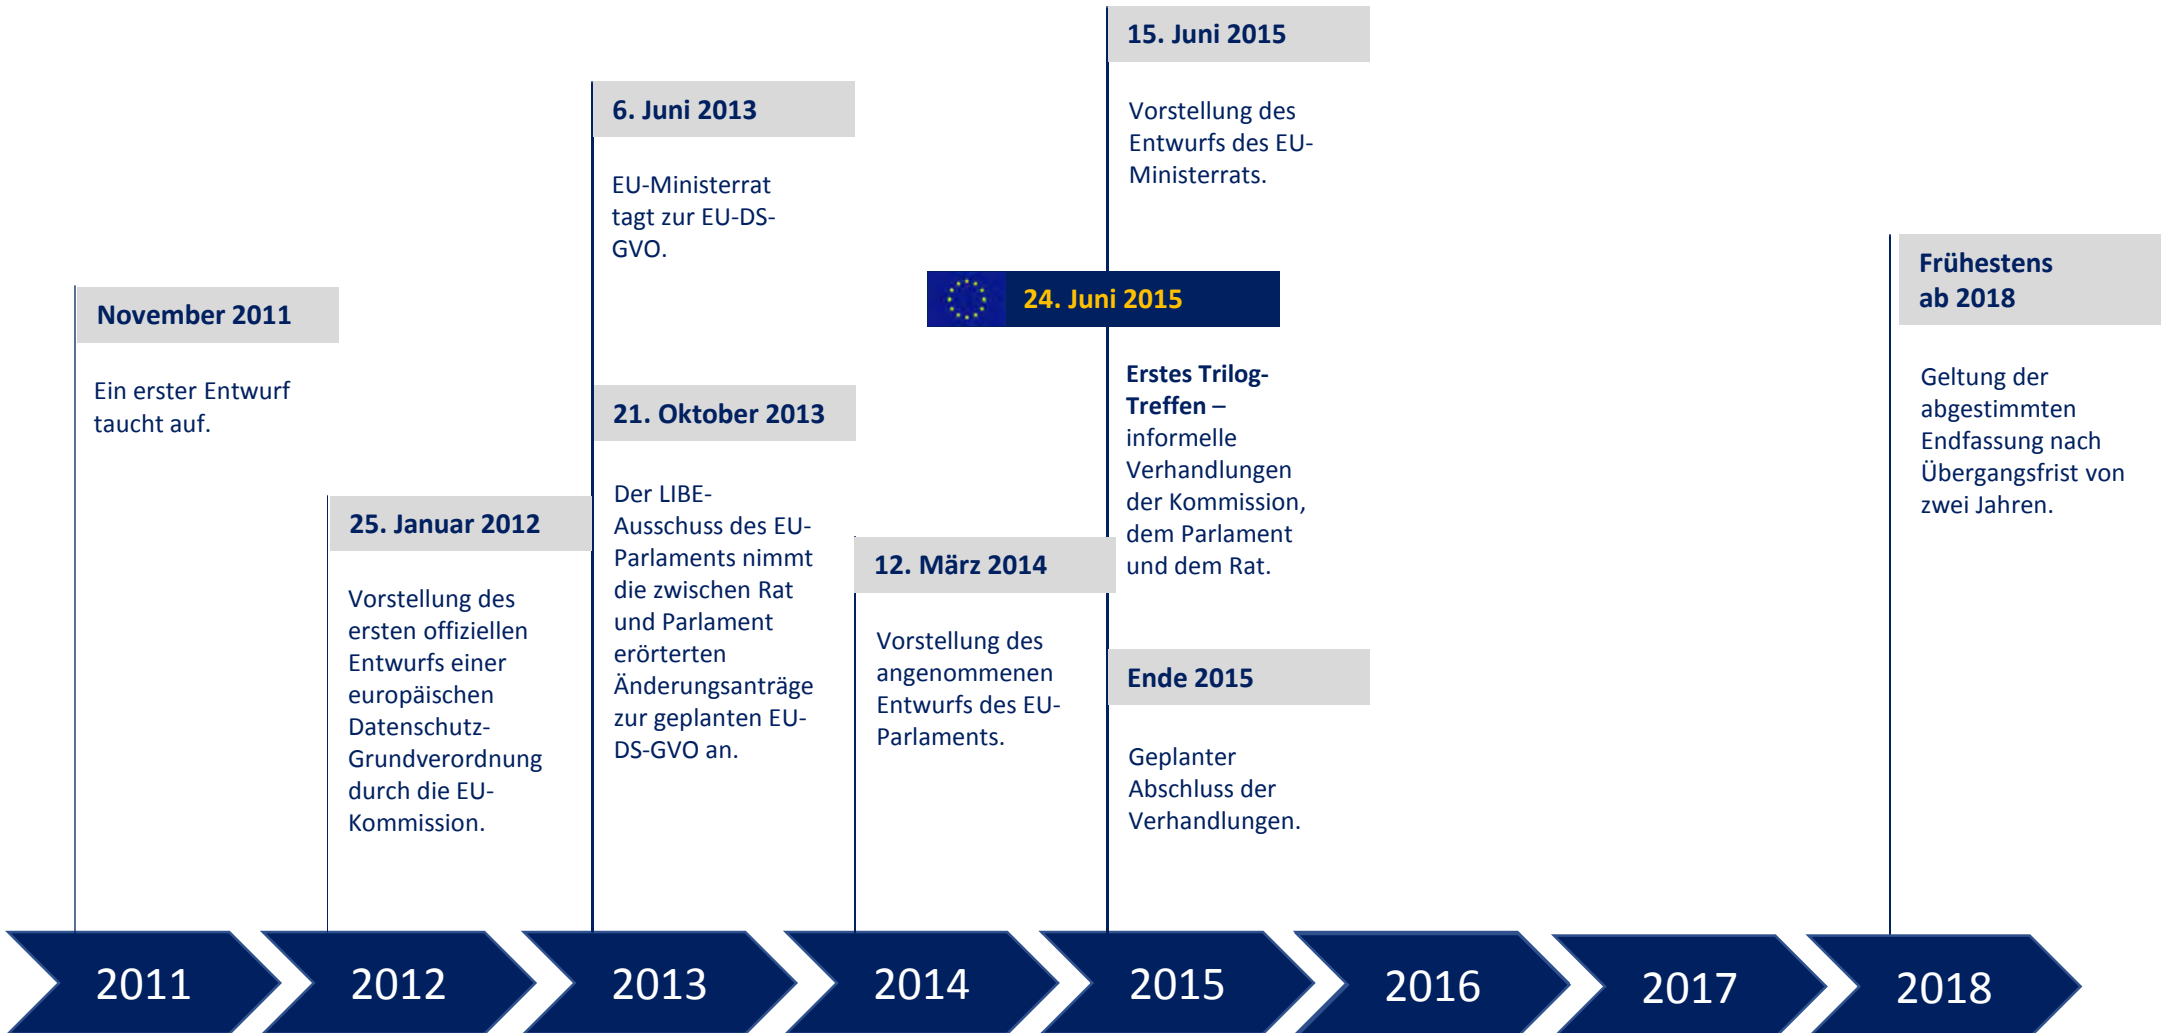 November 2011
Ein erster Entwurf
taucht auf.
25. Januar 2012
Vorstellung des
ersten offiziellen
Entwurfs einer
europäischen
Datenschutz-
Grundverordnung
durch die EU-
Kommission.
6. Juni 2013
EU-Ministerrat
tagt zur EU-DS-
GVO.
21. Oktober 2013
Der LIBE-
Ausschuss des EU-
Parlaments nimmt
die zwischen Rat
und Parlament
erörterten
Änderungsanträge
zur geplanten EU-
DS-GVO an.
12. März 2014
Vorstellung des
angenommenen
Entwurfs des EU-
Parlaments.
15. Juni 2015
Vorstellung des
Entwurfs des EU-
Ministerrats.
24. Juni 2015
Erstes Trilog-
Treffen –
informelle
Verhandlungen
der Kommission,
dem Parlament
und dem Rat.
Ende 2015
Geplanter
Abschluss der
Verhandlungen.
Frühestens
ab 2018
Geltung der
abgestimmten
Endfassung nach
Übergangsfrist von
zwei Jahren.
2011
2012
2013
2014
2015
2016
2017
2018